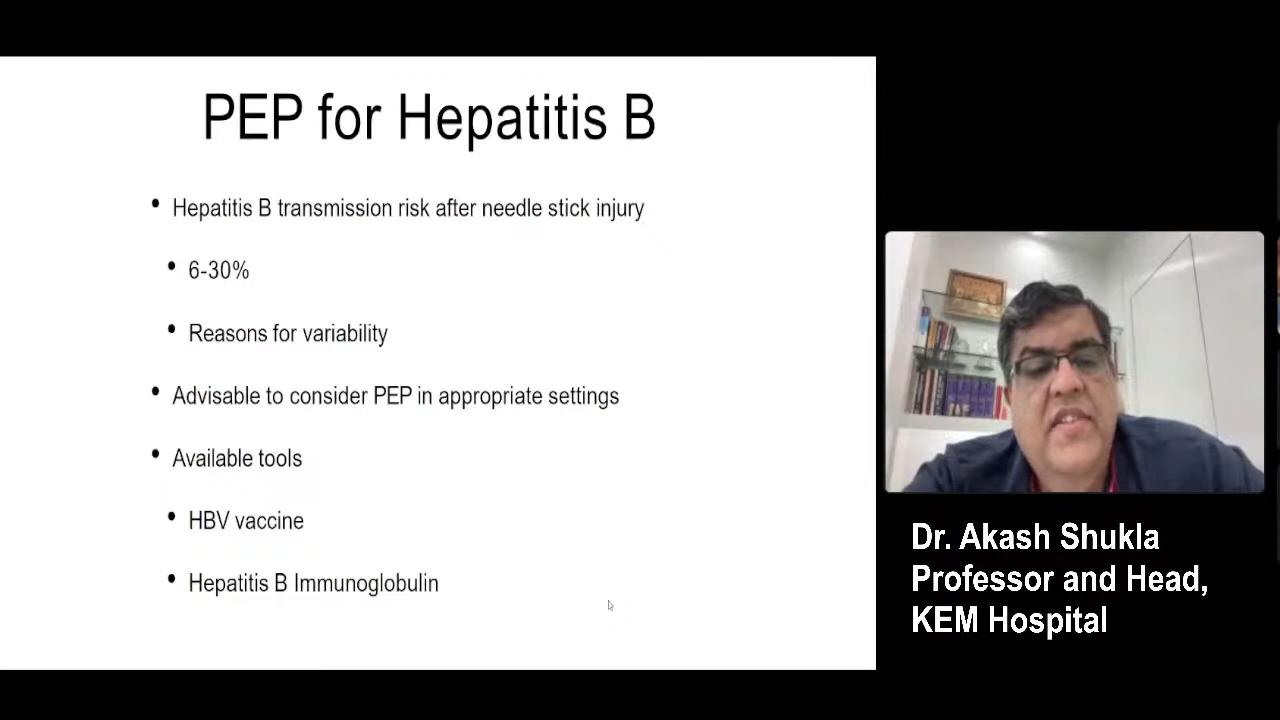 PEP for Hepatitis B
• Hepatitis B transmission risk after needle stick injury
• 6-30%
• Reasons for variability
• Advisable to consider PEP in appropriate settings
• Available tools
• HBV vaccine
• Hepatitis B Immunoglobulin
Dr. Akash Shukla
Professor and Head,
KEM Hospital